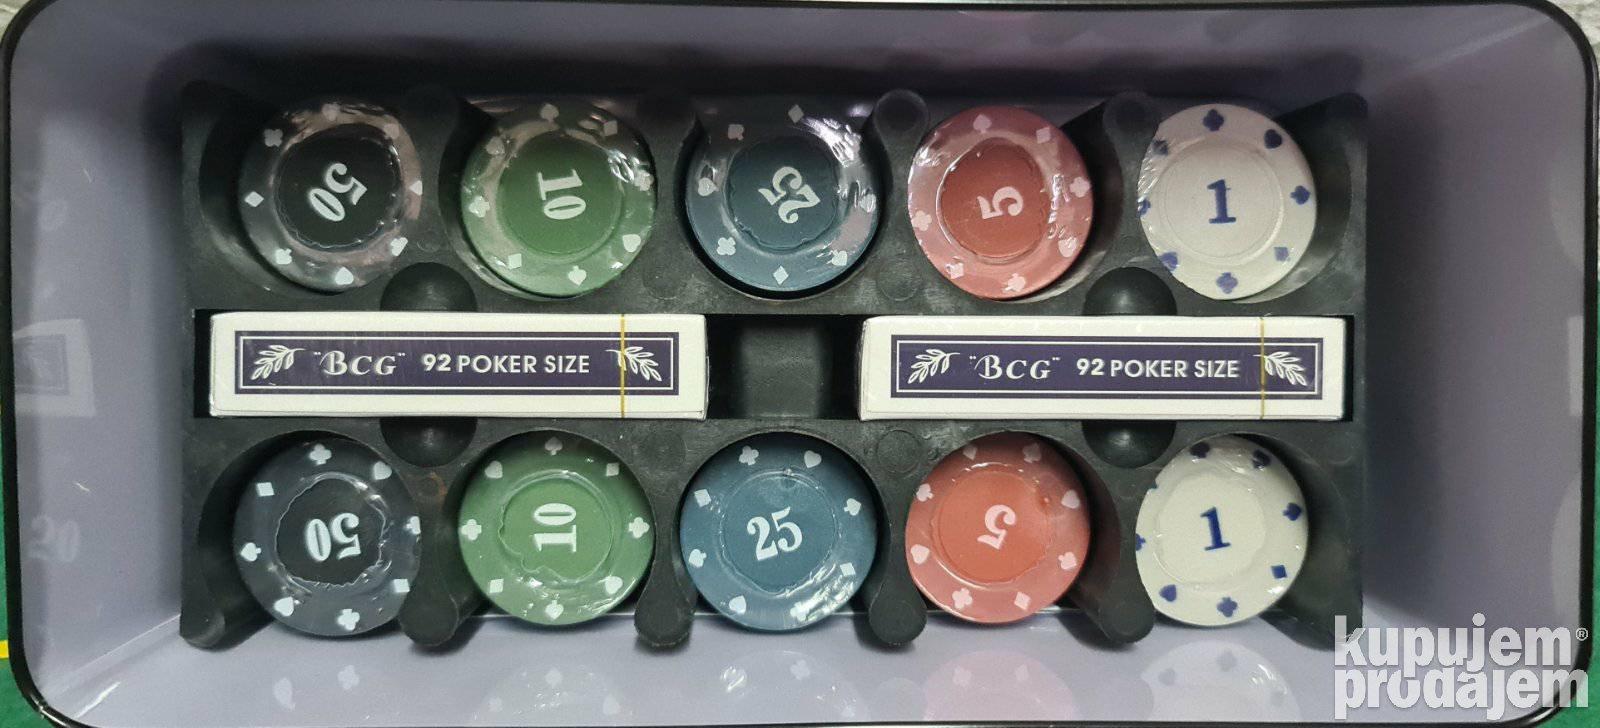 50
10
25
5
1
"BCG" 92 POKER SIZE
"BCG" 92 POKER SIZE
50
10
25
5
1
kupujem®
prodajem